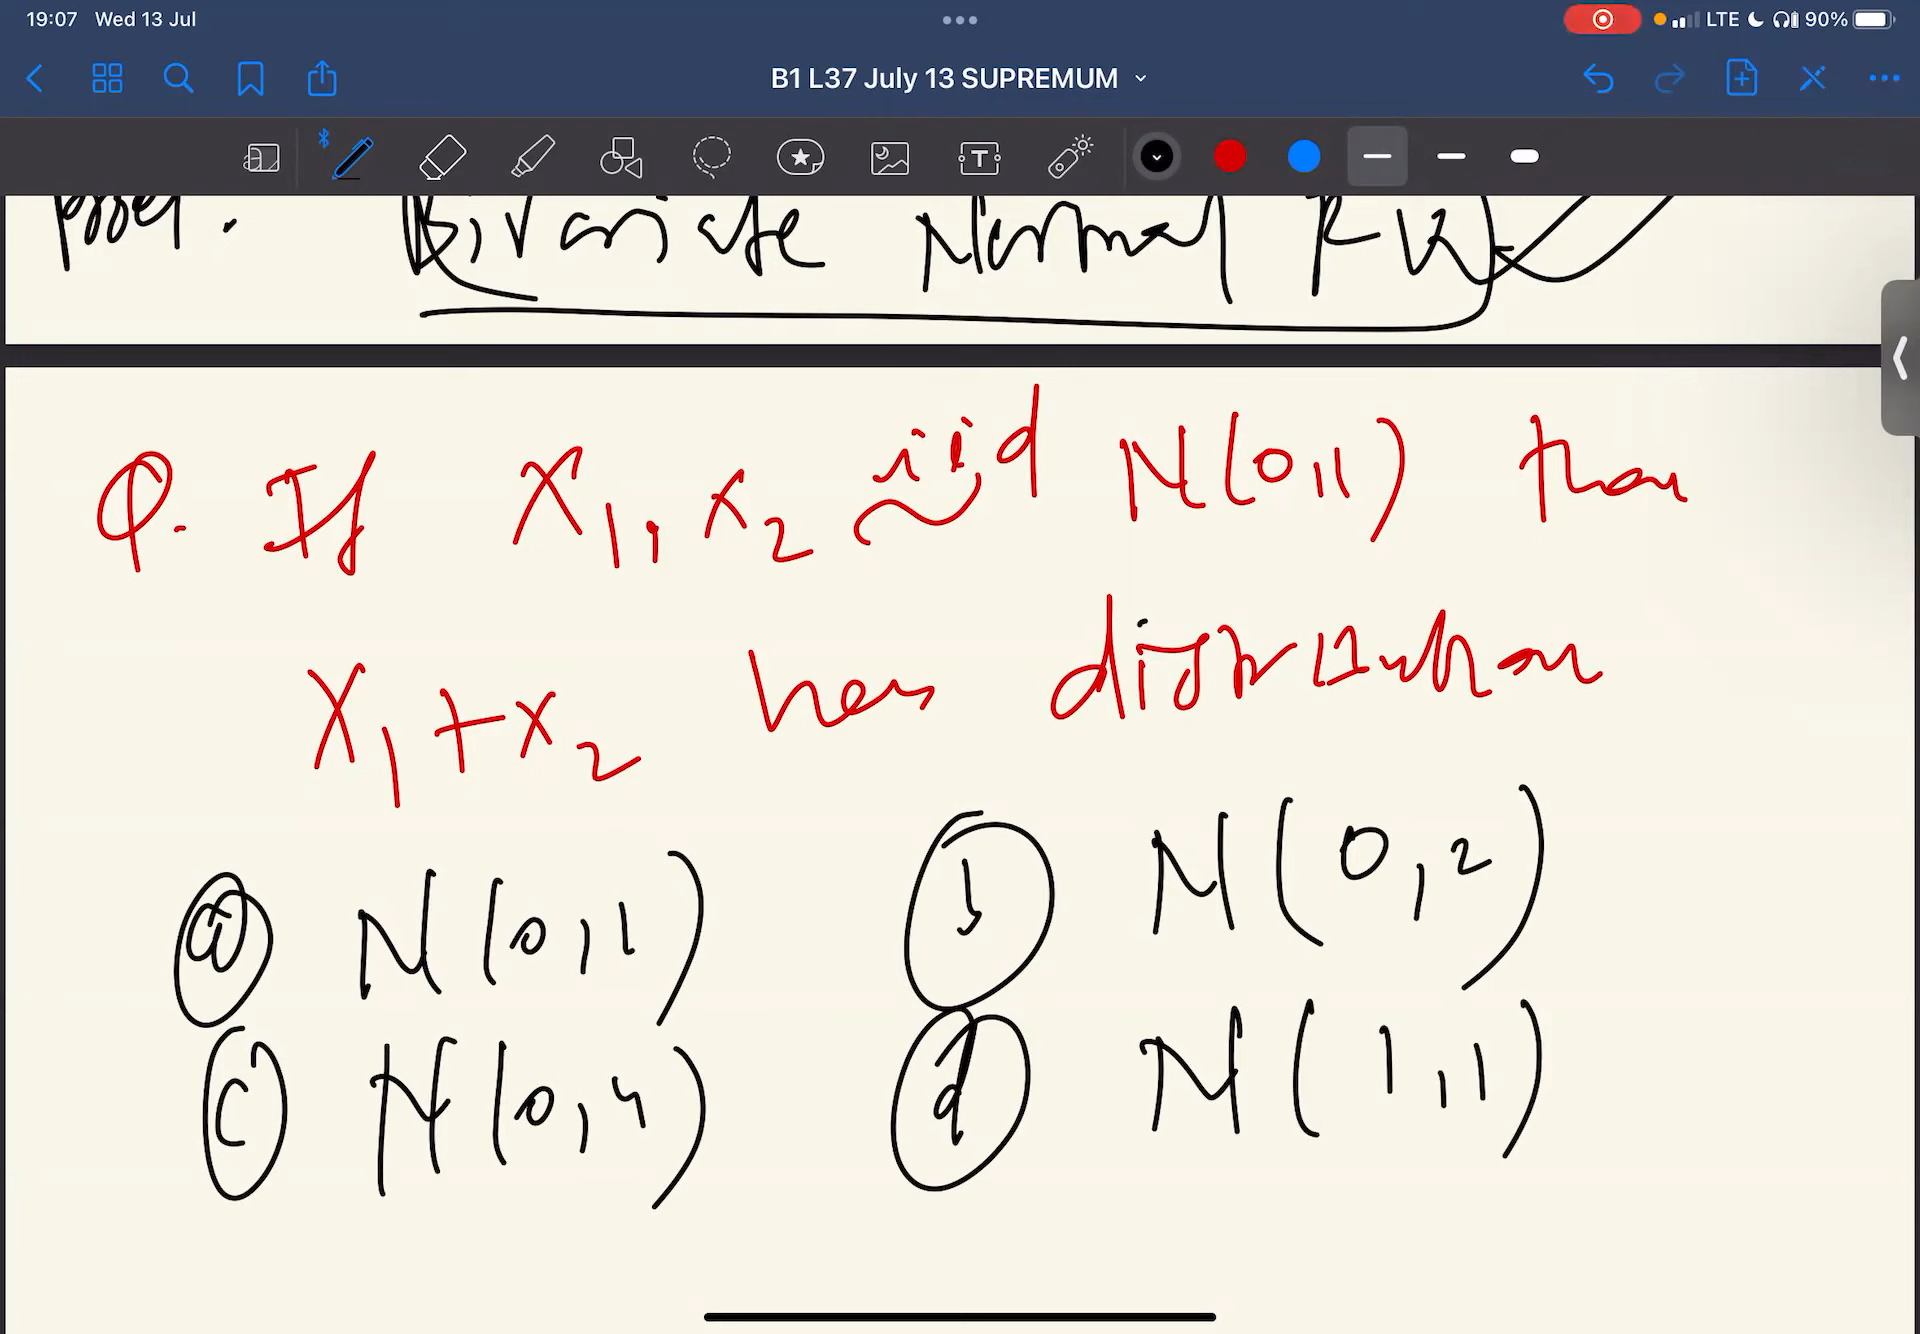 19:07 Wed 13 Jul
LTE 90%
B1 L37 July 13 SUPREMUM
T
Bivariate Normal RV
Q. If X₁, X₂ iid ~ N(0,1) then
X₁ + X₂ has distribution
(a) N(0,1) (b) N(0,2)
(c) N(0,4) (d) N(1,1)